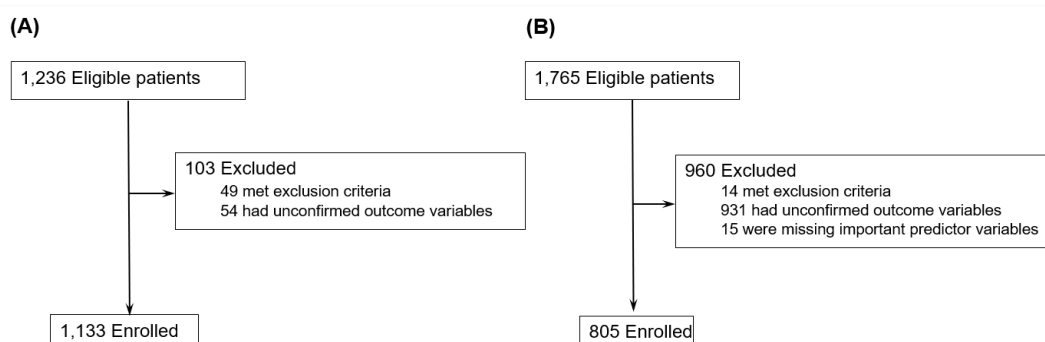 (A)
1,236 Eligible patients
103 Excluded
49 met exclusion criteria
54 had unconfirmed outcome variables
1,133 Enrolled
(B)
1,765 Eligible patients
960 Excluded
14 met exclusion criteria
931 had unconfirmed outcome variables
15 were missing important predictor variables
805 Enrolled